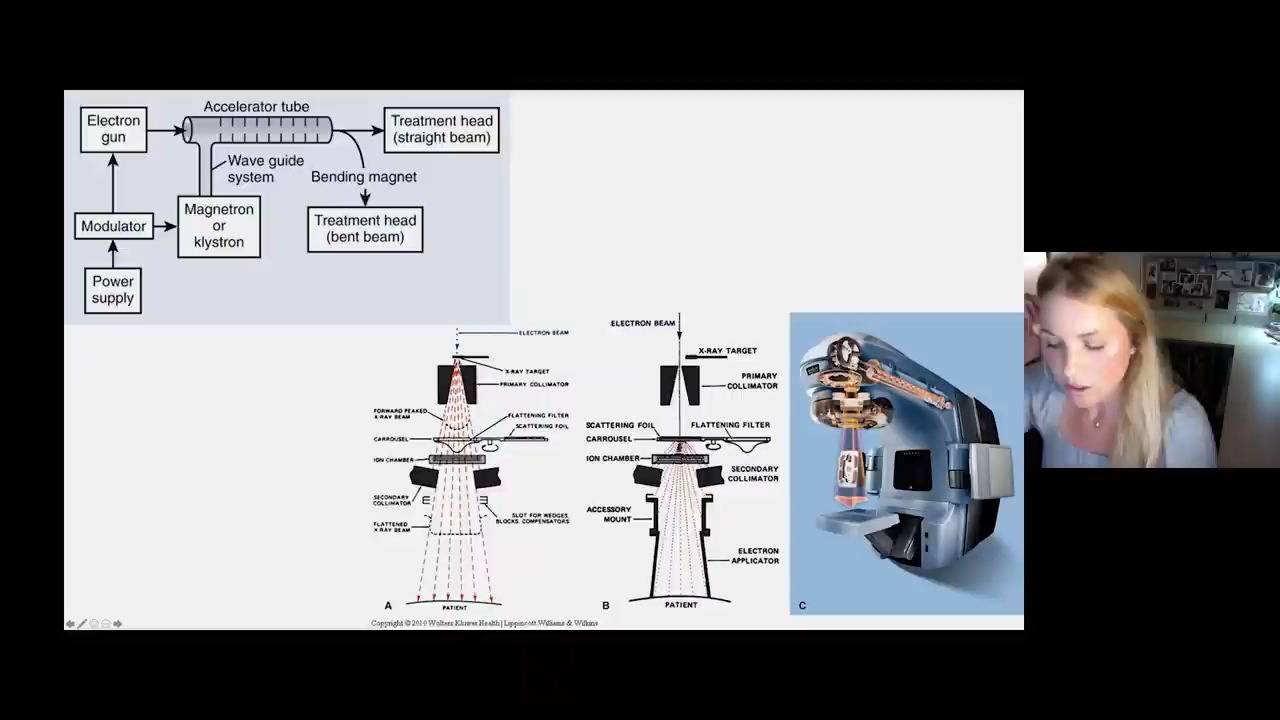 Accelerator tube
Electron
gun
Treatment head
(straight beam)
Wave guide
system
Bending magnet
Magnetron
or
klystron
Modulator
Treatment head
(bent beam)
Power
supply
ELECTRON BEAM
X-RAY TARGET
PRIMARY COLLIMATOR
FORWARD PEAKED
X-RAY BEAM
FLATTENING FILTER
SCATTERING FOIL
CARROUSEL
ION CHAMBER
SECONDARY
COLLIMATOR
SLOT FOR WEDGES,
BLOCKS, COMPENSATORS
FLATTENED
X-RAY BEAM
A
PATIENT
ELECTRON BEAM
X-RAY TARGET
PRIMARY
COLLIMATOR
SCATTERING FOIL
FLATTENING FILTER
CARROUSEL
ION CHAMBER
SECONDARY
COLLIMATOR
ACCESSORY
MOUNT
ELECTRON
APPLICATOR
B
PATIENT
C
Copyright © 2010 Wolters Kluwer Health | Lippincott Williams & Wilkins